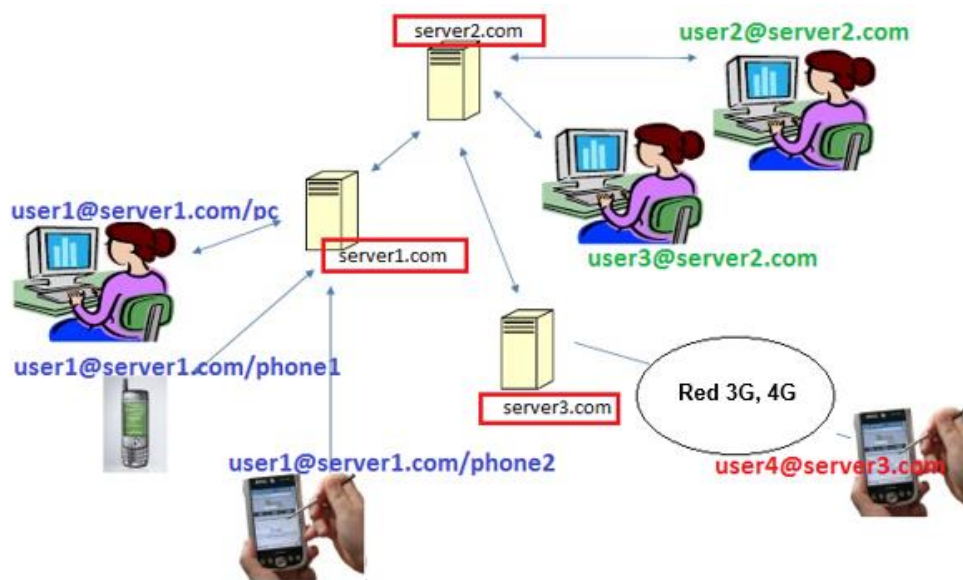 server2.com
user2@server2.com
user1@server1.com/pc
server1.com
user3@server2.com
user1@server1.com/phone1
server3.com
Red 3G, 4G
user1@server1.com/phone2
user4@server3.com